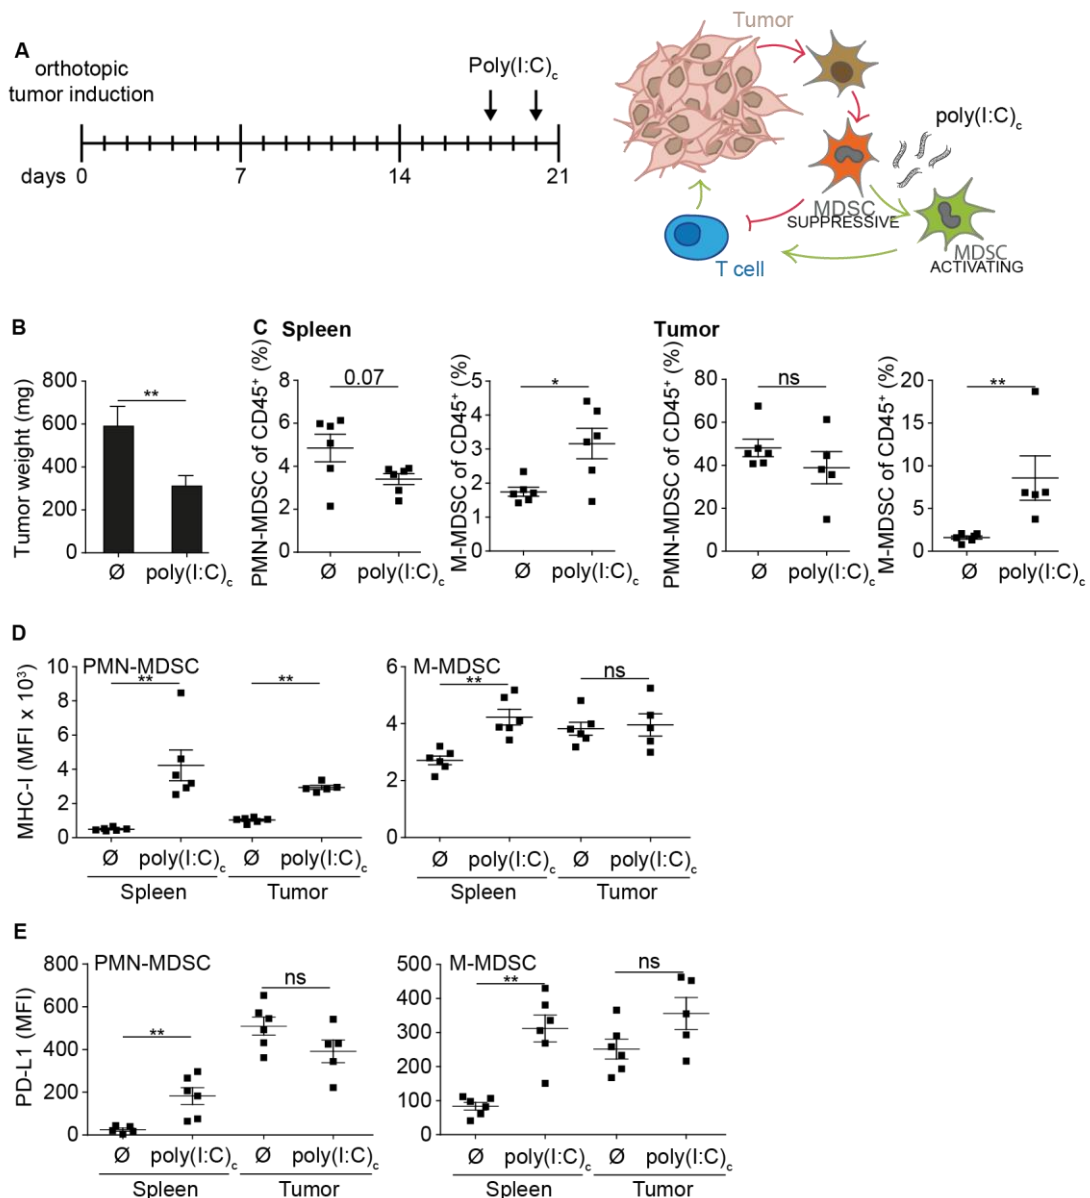 A
orthotopic
tumor induction
Poly(I:C)c
days 0 7 14 21
Tumor
poly(I:C)c
MDSC
SUPPRESSIVE
MDSC
ACTIVATING
T cell
B
Tumor weight (mg)
800
600
400
200
0
**
Ø poly(I:C)c
C Spleen
PMN-MDSC of CD45⁺ (%)
8
6
4
2
0
0.07
Ø poly(I:C)c
M-MDSC of CD45⁺ (%)
5
4
3
2
1
0
*
Ø poly(I:C)c
Tumor
PMN-MDSC of CD45⁺ (%)
80
60
40
20
0
ns
Ø poly(I:C)c
M-MDSC of CD45⁺ (%)
20
15
10
5
0
**
Ø poly(I:C)c
D
MHC-I (MFI x 10³)
PMN-MDSC
10
8
6
4
2
0
** **
Ø poly(I:C)c Ø poly(I:C)c
Spleen Tumor
M-MDSC
6
4
2
0
** ns
Ø poly(I:C)c Ø poly(I:C)c
Spleen Tumor
E
PD-L1 (MFI)
PMN-MDSC
800
600
400
200
0
** ns
Ø poly(I:C)c Ø poly(I:C)c
Spleen Tumor
M-MDSC
500
400
300
200
100
0
** ns
Ø poly(I:C)c Ø poly(I:C)c
Spleen Tumor